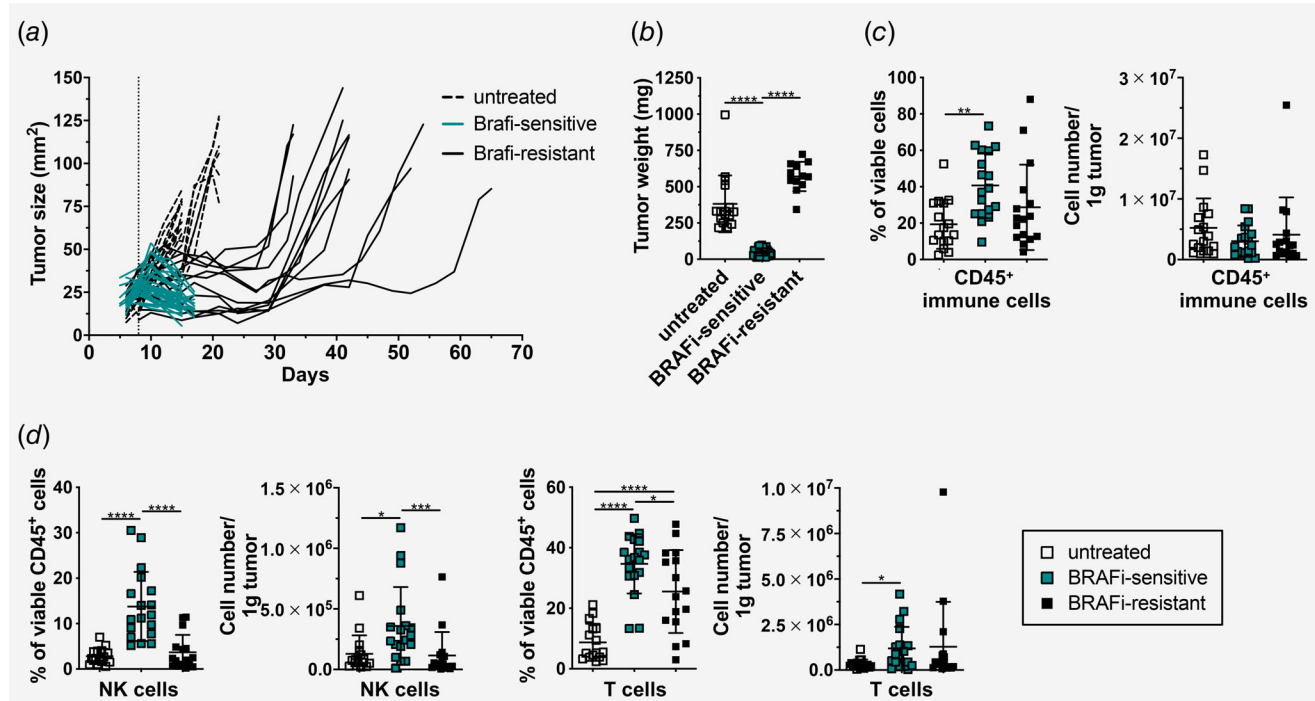 (a)
Tumor size (mm²)
150
125
100
75
50
25
0
0 10 20 30 40 50 60 70
Days
untreated
Brafi-sensitive
Brafi-resistant
(b)
Tumor weight (mg)
1250
1000
750
500
250
0
**** ****
untreated
BRAFi-sensitive
BRAFi-resistant
(c)
% of viable cells
100
80
60
40
20
0
**
CD45⁺
immune cells
Cell number/
1g tumor
3 × 10⁷
2 × 10⁷
1 × 10⁷
0
CD45⁺
immune cells
(d)
% of viable CD45⁺ cells
40
30
20
10
0
**** ****
NK cells
Cell number/
1g tumor
1.5 × 10⁶
1.0 × 10⁶
5.0 × 10⁵
0.0
* ***
NK cells
% of viable CD45⁺ cells
60
40
20
0
****
**** *
T cells
Cell number/
1g tumor
1.0 × 10⁷
7.5 × 10⁶
5.0 × 10⁶
2.5 × 10⁶
0.0
*
T cells
untreated
BRAFi-sensitive
BRAFi-resistant